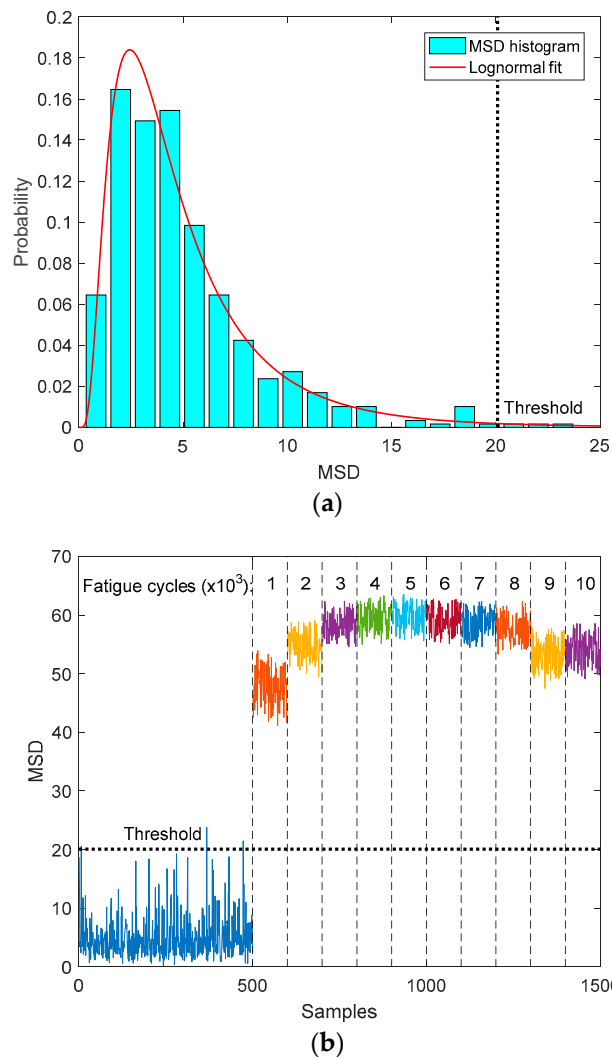 0.2
0.18
0.16
0.14
0.12
0.1
0.08
0.06
0.04
0.02
0
Probability
MSD histogram
Lognormal fit
Threshold
0 5 10 15 20 25
MSD
(a)
70
60
50
40
30
20
10
0
MSD
Fatigue cycles (x10³): 1 2 3 4 5 6 7 8 9 10
Threshold
0 500 1000 1500
Samples
(b)